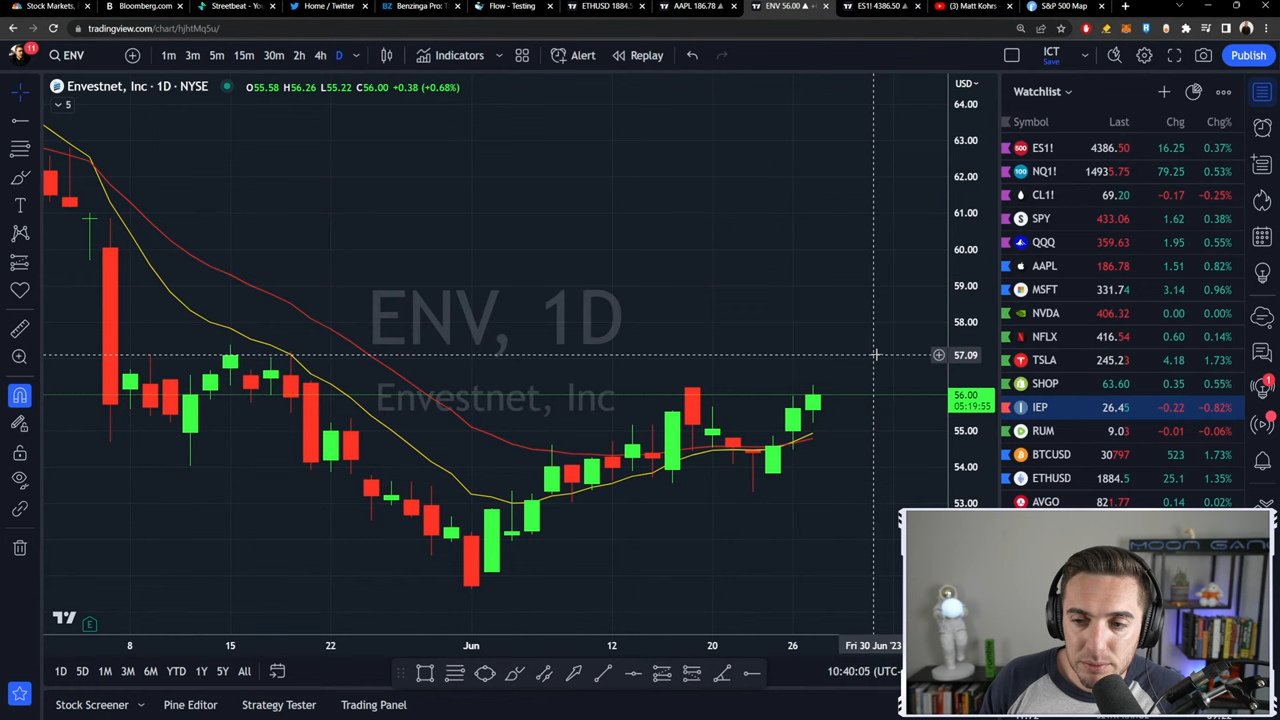 Stock Markets,
Bloomberg.com
Streetbeat - Yo
Home / Twitter
Benzinga Pro:
Flow - Testing
ETHUSD 1884.
AAPL 186.78
ENV 56.00
ES1! 4386.50
(3) Matt Kohrs
S&P 500 Map
tradingview.com/chart/hjhtMq5u/
11
ENV
1m 3m 5m 15m 30m 2h 4h D
Indicators
Alert
Replay
ICT
Save
Publish
Envestnet, Inc · 1D · NYSE
O55.58 H56.26 L55.22 C56.00 +0.38 (+0.68%)
5
USD
64.00
63.00
62.00
61.00
60.00
59.00
58.00
57.09
56.00
05:19:55
55.00
54.00
53.00
ENV, 1D
Envestnet, Inc
E
8 15 22 Jun 12 20 26 Fri 30 Jun '23
1D 5D 1M 3M 6M YTD 1Y 5Y All
10:40:05 (UTC-
Stock Screener
Pine Editor
Strategy Tester
Trading Panel
Watchlist
Symbol Last Chg Chg%
ES1! 4386.50 16.25 0.37%
NQ1! 14935.75 79.25 0.53%
CL1! 69.20 −0.17 −0.25%
SPY 433.06 1.62 0.38%
QQQ 359.63 1.95 0.55%
AAPL 186.78 1.51 0.82%
MSFT 331.74 3.14 0.96%
NVDA 406.32 0.00 0.00%
NFLX 416.54 0.60 0.14%
TSLA 245.23 4.18 1.73%
SHOP 63.60 0.35 0.55%
IEP 26.45 −0.22 −0.82%
RUM 9.03 −0.01 −0.06%
BTCUSD 30797 523 1.73%
ETHUSD 1884.5 25.1 1.35%
AVGO 821.77 0.14 0.02%
1
MOON GANG
rumble